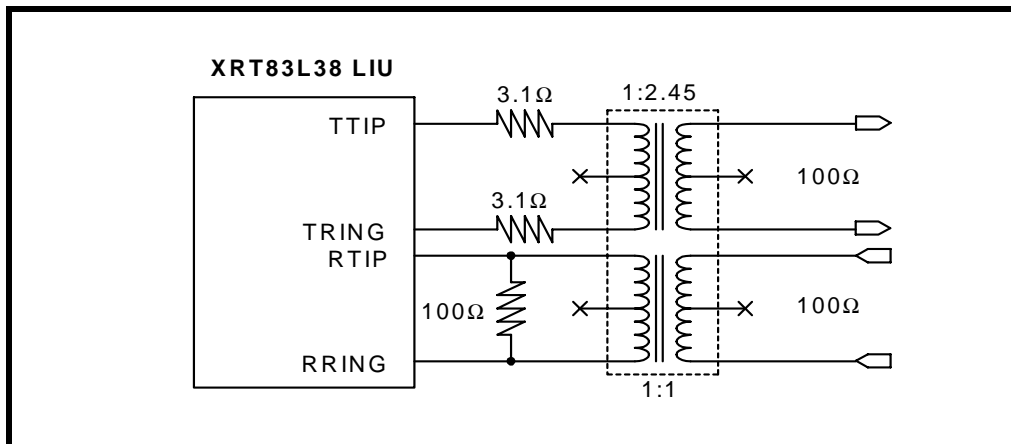 XRT83L38 LIU
3.1Ω
1:2.45
TTIP
100Ω
3.1Ω
TRING
RTIP
100Ω
100Ω
RRING
1:1